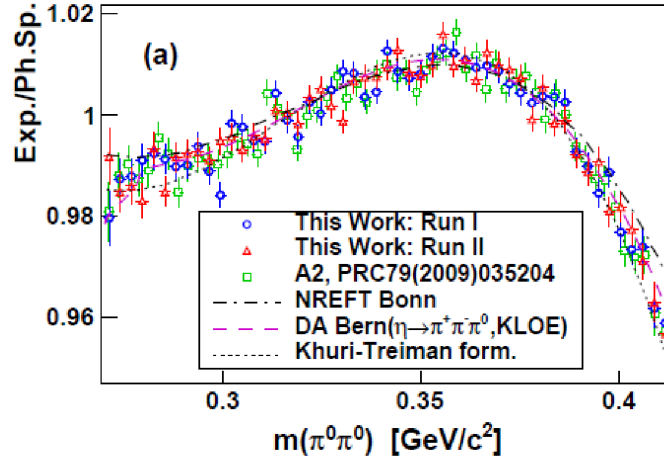 1.02
(a)
1
0.98
0.96
Exp./Ph.Sp.
This Work: Run I
This Work: Run II
A2, PRC79(2009)035204
NREFT Bonn
DA Bern(η→π⁺π⁻π⁰,KLOE)
Khuri-Treiman form.
0.3 0.35 0.4
m(π⁰π⁰) [GeV/c²]